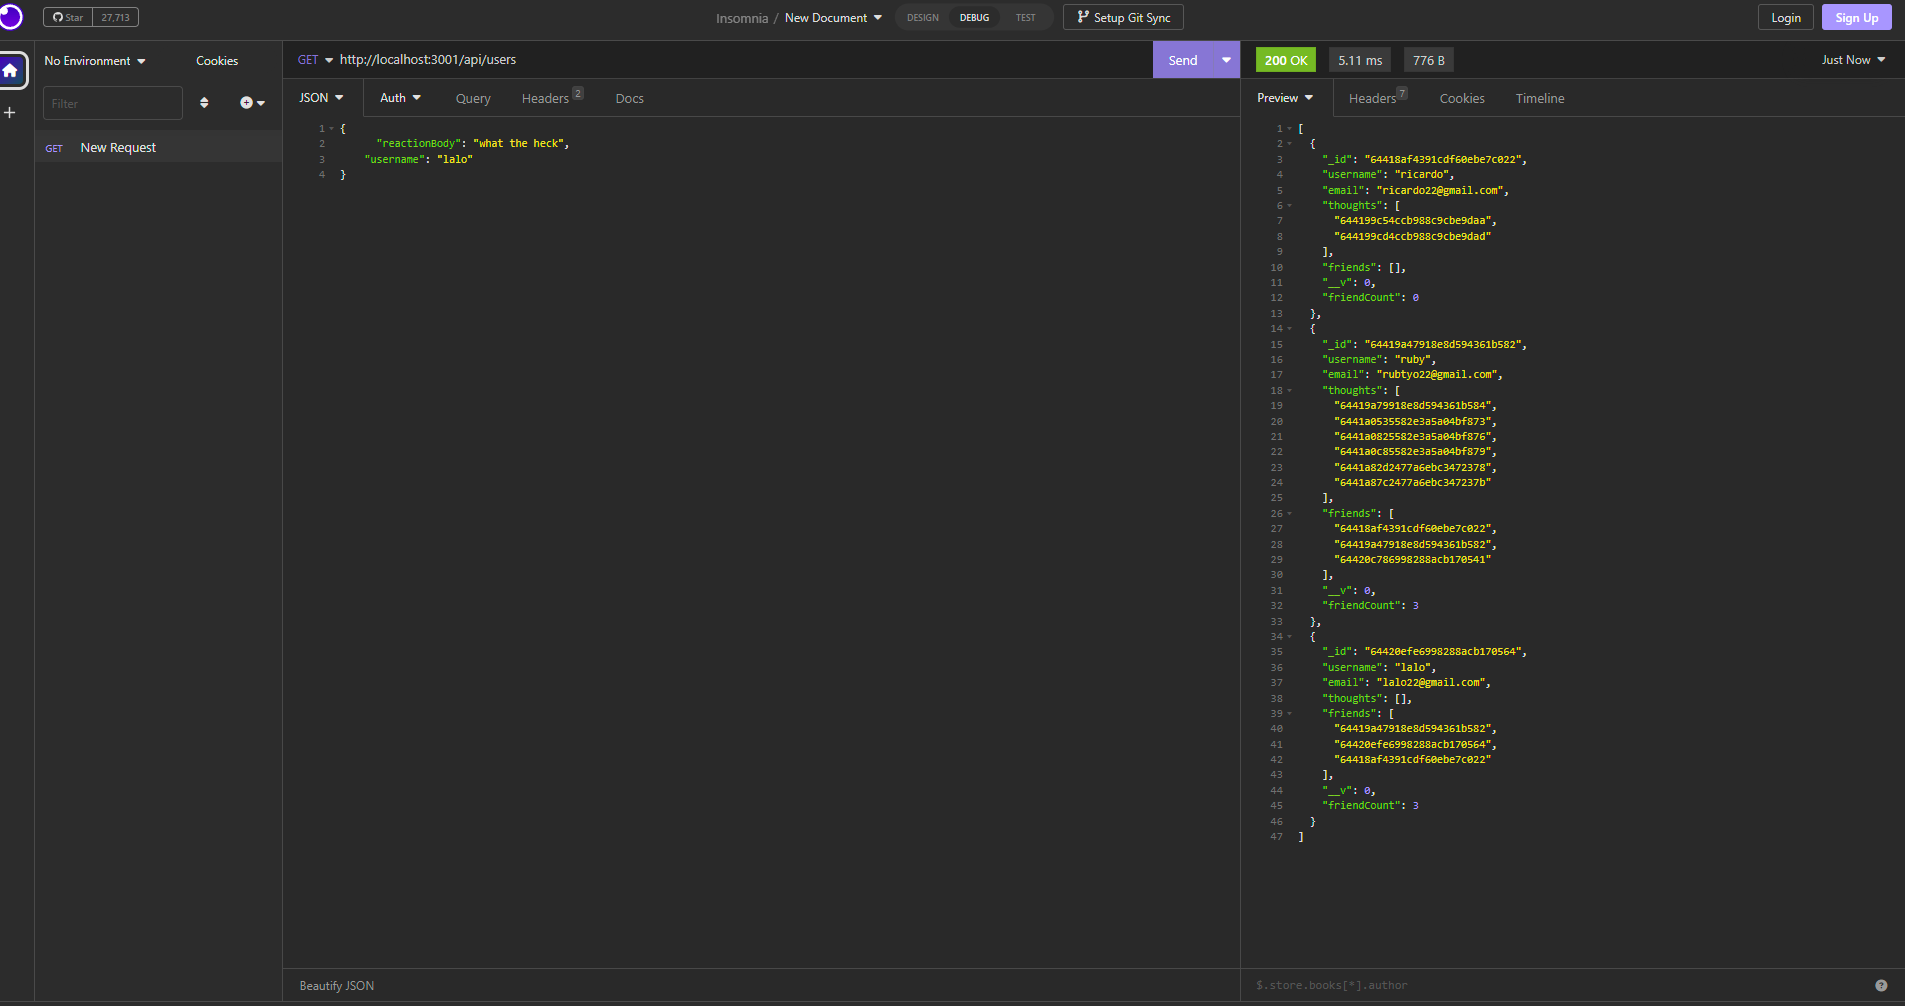 Star 27,713
Insomnia / New Document
DESIGN DEBUG TEST
Setup Git Sync
Login
Sign Up
No Environment
Cookies
Filter
GET New Request
GET http://localhost:3001/api/users
Send
JSON Auth Query Headers 2 Docs
1 {
2 "reactionBody": "what the heck",
3 "username": "lalo"
4 }
Beautify JSON
200 OK 5.11 ms 776 B Just Now
Preview Headers 7 Cookies Timeline
1 [
2 {
3 "_id": "64418af4391cdf60ebe7c022",
4 "username": "ricardo",
5 "email": "ricardo22@gmail.com",
6 "thoughts": [
7 "644199c54ccb988c9cbe9daa",
8 "644199cd4ccb988c9cbe9dad"
9 ],
10 "friends": [],
11 "__v": 0,
12 "friendCount": 0
13 },
14 {
15 "_id": "64419a47918e8d594361b582",
16 "username": "ruby",
17 "email": "rubtyo22@gmail.com",
18 "thoughts": [
19 "64419a79918e8d594361b584",
20 "6441a0535582e3a5a04bf873",
21 "6441a0825582e3a5a04bf876",
22 "6441a0c85582e3a5a04bf879",
23 "6441a82d2477a6ebc3472378",
24 "6441a87c2477a6ebc347237b"
25 ],
26 "friends": [
27 "64418af4391cdf60ebe7c022",
28 "64419a47918e8d594361b582",
29 "64420c786998288acb170541"
30 ],
31 "__v": 0,
32 "friendCount": 3
33 },
34 {
35 "_id": "64420efe6998288acb170564",
36 "username": "lalo",
37 "email": "lalo22@gmail.com",
38 "thoughts": [],
39 "friends": [
40 "64419a47918e8d594361b582",
41 "64420efe6998288acb170564",
42 "64418af4391cdf60ebe7c022"
43 ],
44 "__v": 0,
45 "friendCount": 3
46 }
47 ]
$.store.books[*].author